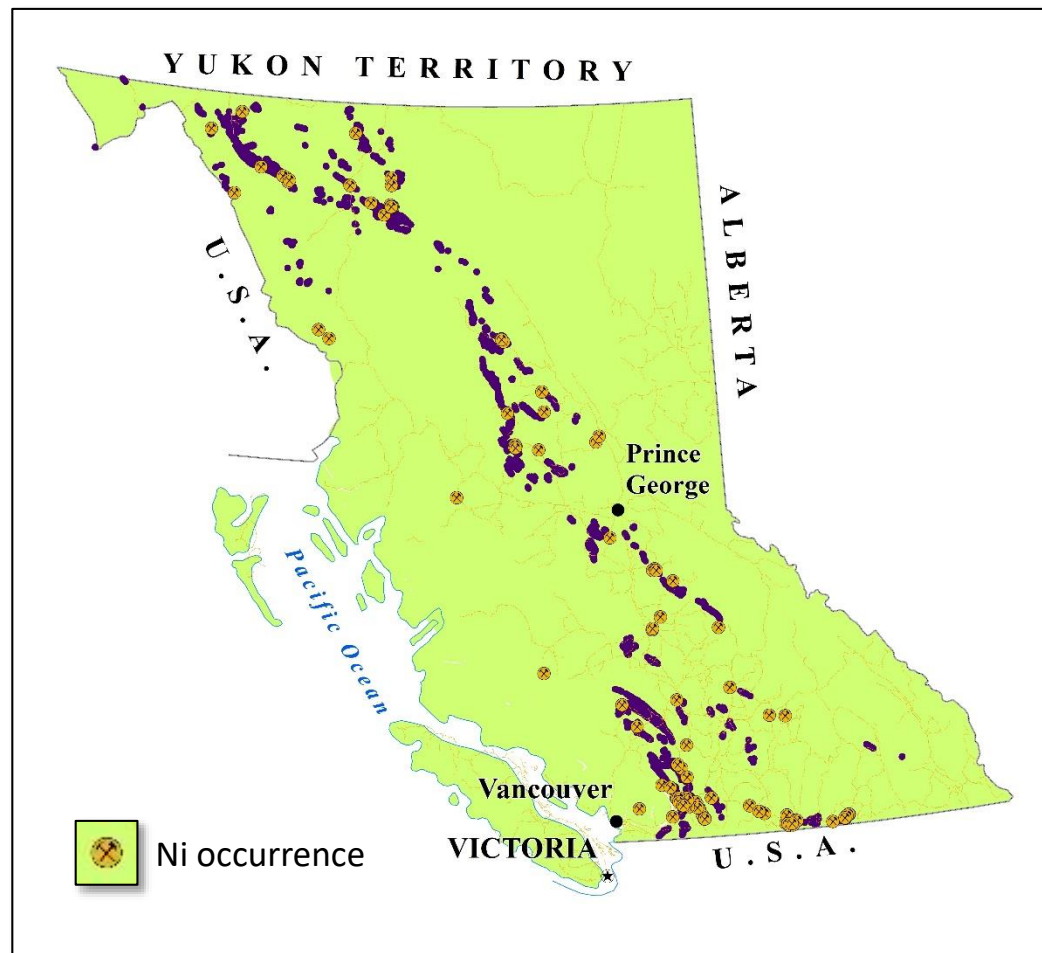 YUKON TERRITORY
ALBERTA
U.S.A.
Prince
George
Pacific Ocean
Vancouver
VICTORIA
U.S.A.
Ni occurrence